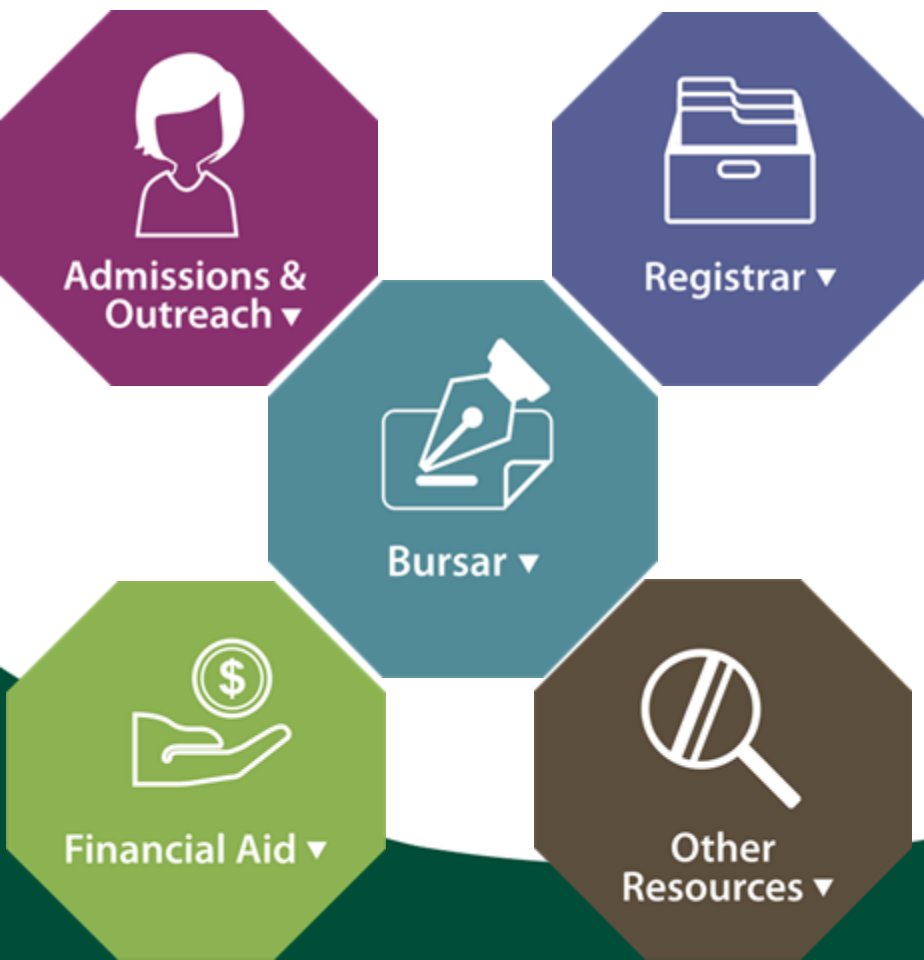 Admissions &
Outreach ▼
Registrar ▼
Bursar ▼
$
Financial Aid ▼
Other
Resources ▼